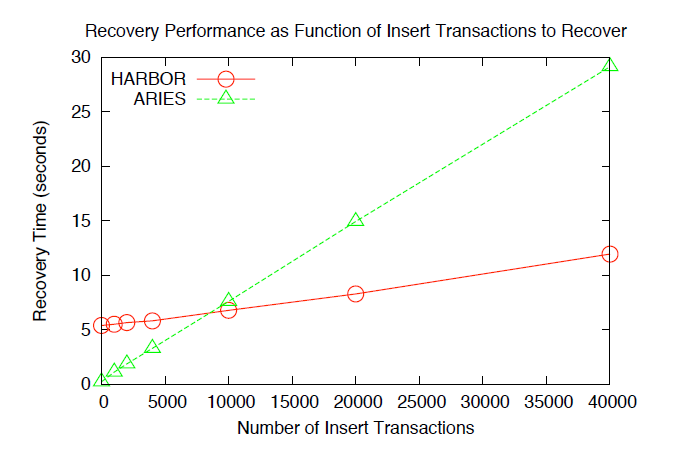 Recovery Performance as Function of Insert Transactions to Recover
30
HARBOR
ARIES
25
20
15
10
5
0
Recovery Time (seconds)
0 5000 10000 15000 20000 25000 30000 35000 40000
Number of Insert Transactions